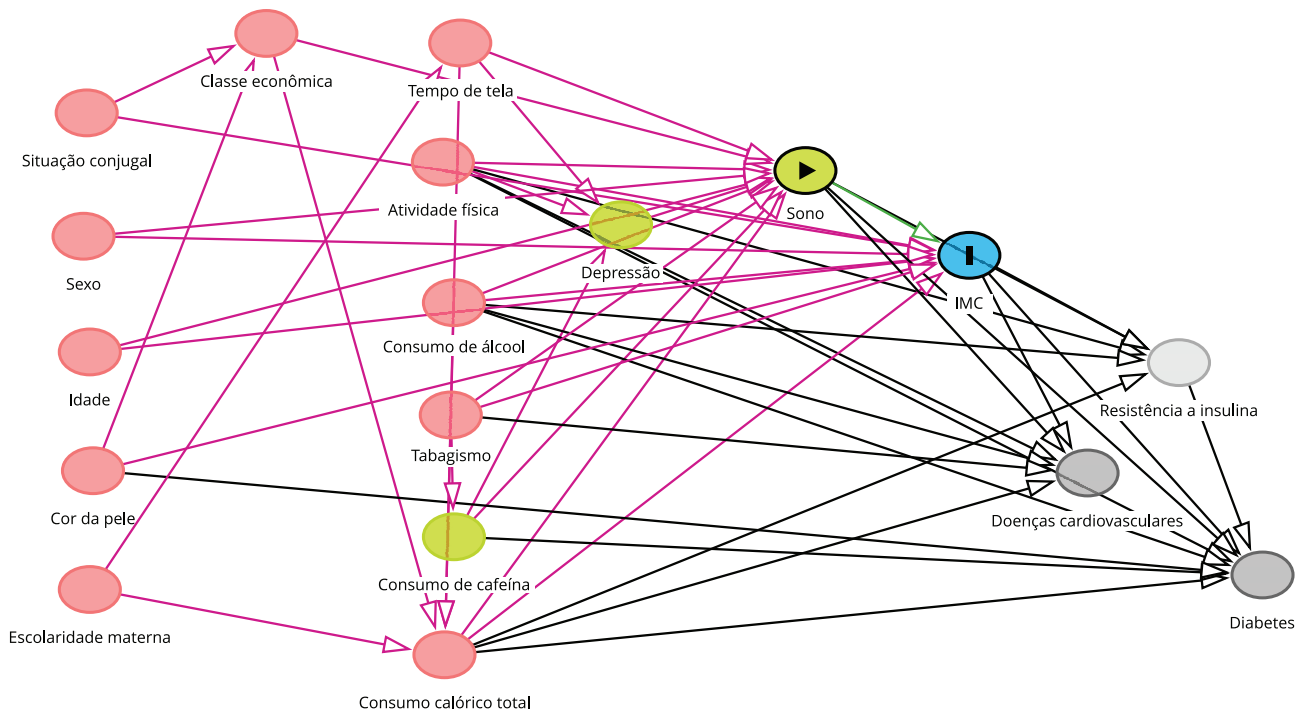 Classe econômica
Tempo de tela
Situação conjugal
Atividade física
Sono
Sexo
Depressão
IMC
Consumo de álcool
Idade
Resistência a insulina
Tabagismo
Cor da pele
Doenças cardiovasculares
Consumo de cafeína
Diabetes
Escolaridade materna
Consumo calórico total